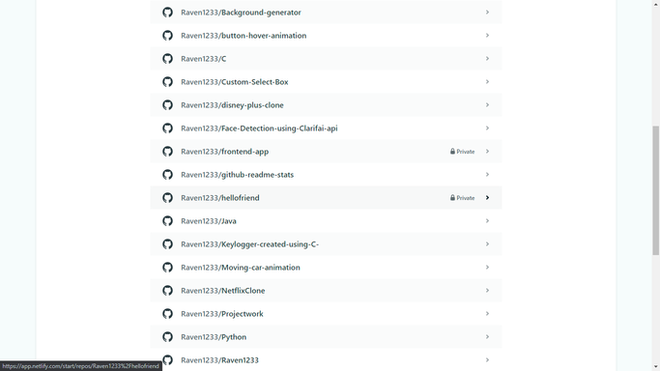 Raven1233/Background-generator
Raven1233/button-hover-animation
Raven1233/C
Raven1233/Custom-Select-Box
Raven1233/disney-plus-clone
Raven1233/Face-Detection-using-Clarifai-api
Raven1233/frontend-app Private
Raven1233/github-readme-stats
Raven1233/hellofriend Private
Raven1233/Java
Raven1233/Keylogger-created-using-C-
Raven1233/Moving-car-animation
Raven1233/NetflixClone
Raven1233/Projectwork
Raven1233/Python
Raven1233/Raven1233
https://app.netlify.com/start/repos/Raven1233%2Fhellofriend